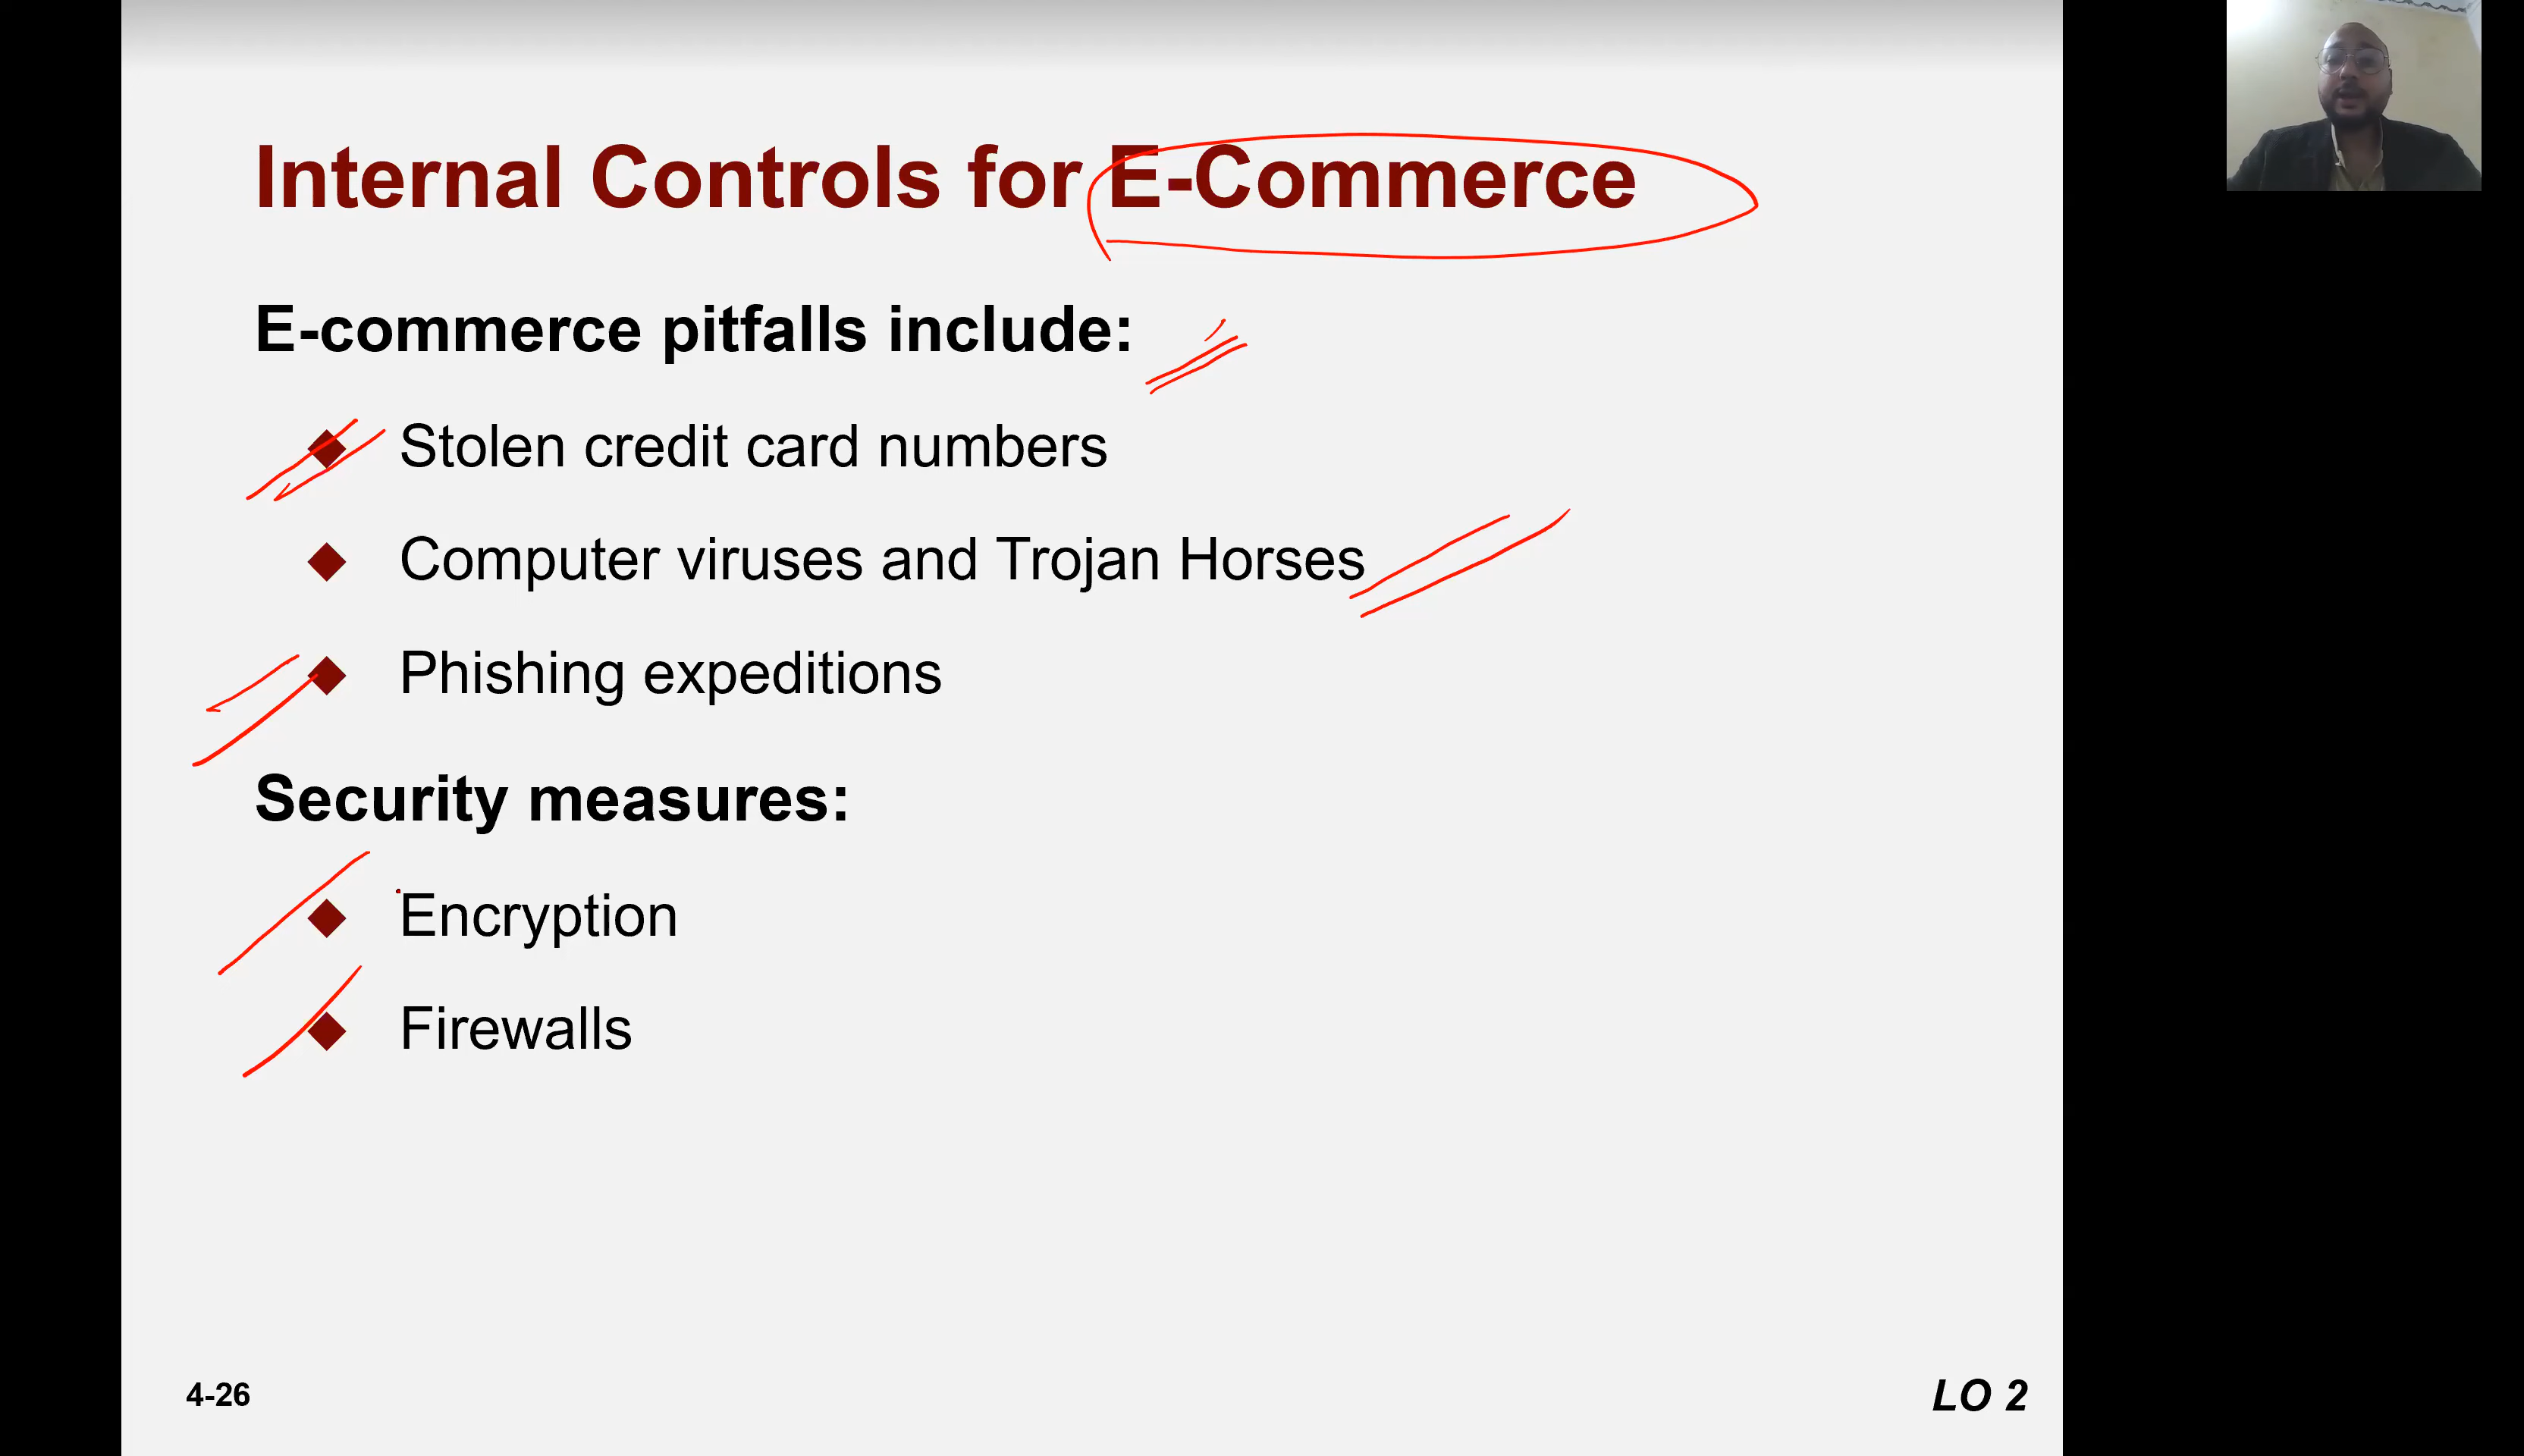 Internal Controls for E-Commerce
E-commerce pitfalls include:
Stolen credit card numbers
Computer viruses and Trojan Horses
Phishing expeditions
Security measures:
Encryption
Firewalls
4-26
LO 2